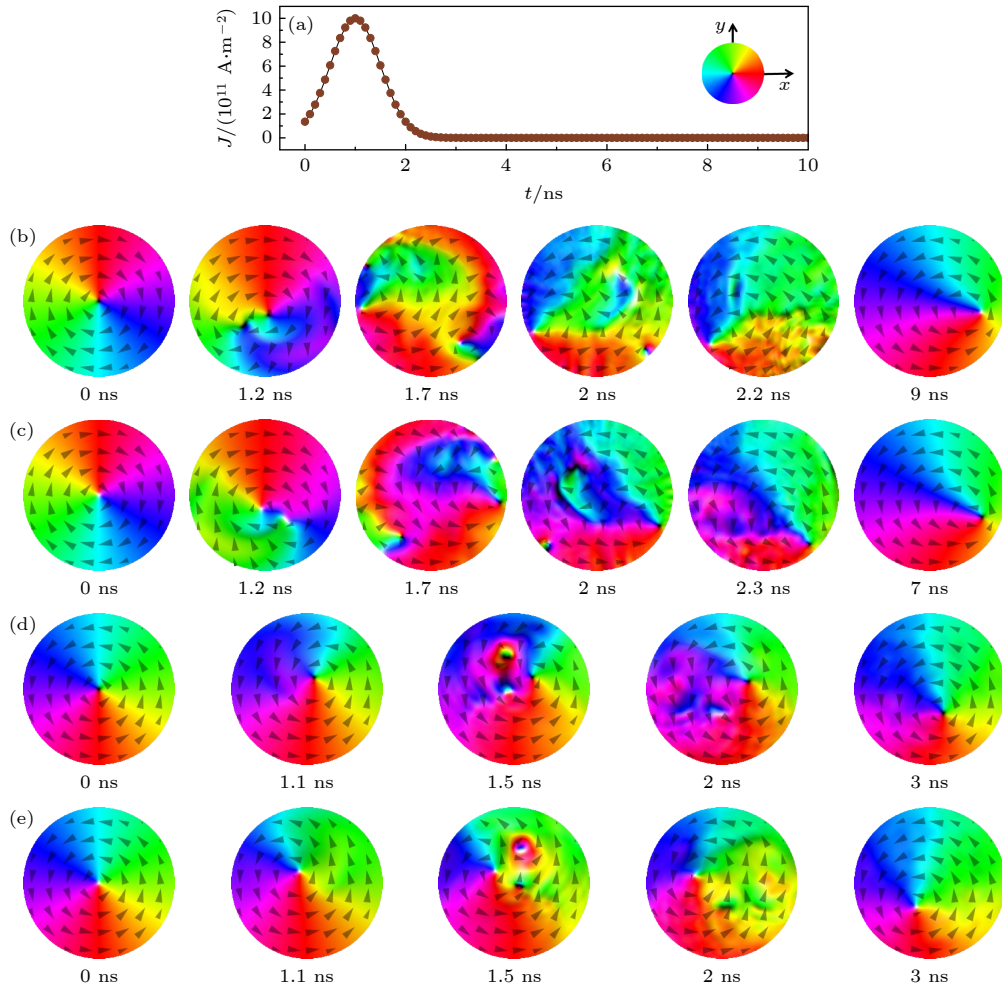 (a)
J/(10¹¹ A·m⁻²)
10
8
6
4
2
0
y
x
0 2 4 6 8 10
t/ns
(b)
0 ns 1.2 ns 1.7 ns 2 ns 2.2 ns 9 ns
(c)
0 ns 1.2 ns 1.7 ns 2 ns 2.3 ns 7 ns
(d)
0 ns 1.1 ns 1.5 ns 2 ns 3 ns
(e)
0 ns 1.1 ns 1.5 ns 2 ns 3 ns